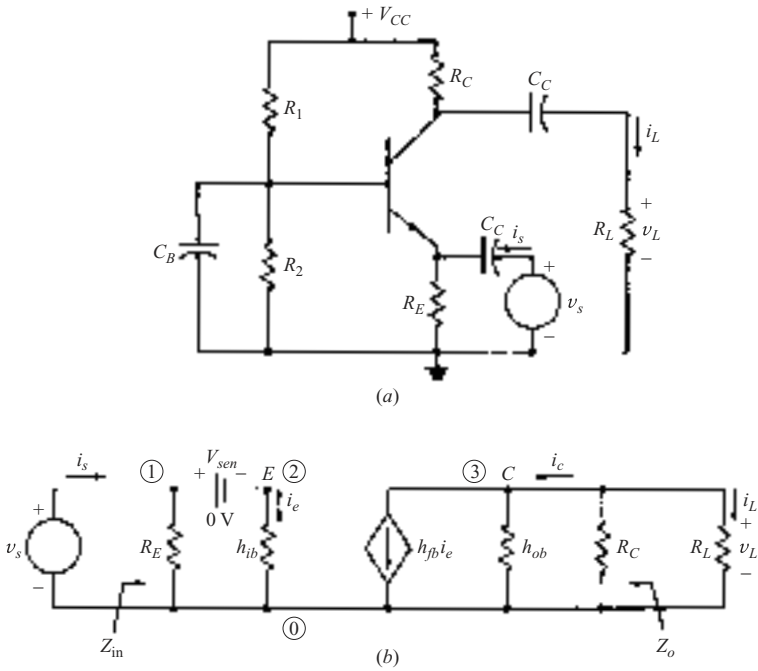 + V_CC
R_C
C_C
R_1
i_L
C_C
i_s
+
R_L
v_L
−
C_B
R_2
R_E
+
v_s
−
(a)
i_s
①
+
V_sen
−
E
②
③
C
i_c
0 V
i_e
i_L
+
v_s
−
R_E
h_ib
h_fb i_e
h_ob
R_C
R_L
+
v_L
−
Z_in
⓪
Z_o
(b)